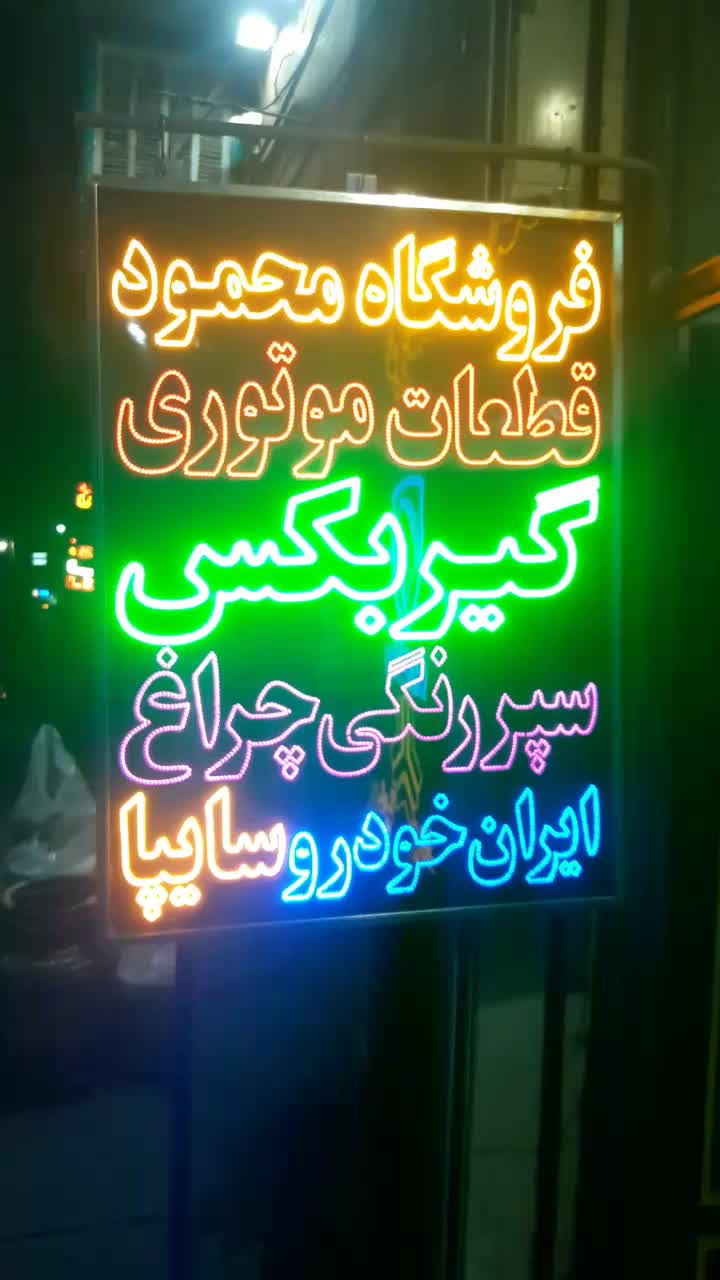 فروشگاه محمود
قطعات موتوری
گیربکس
سپر رنگی چراغ
ایران خودرو سایپا